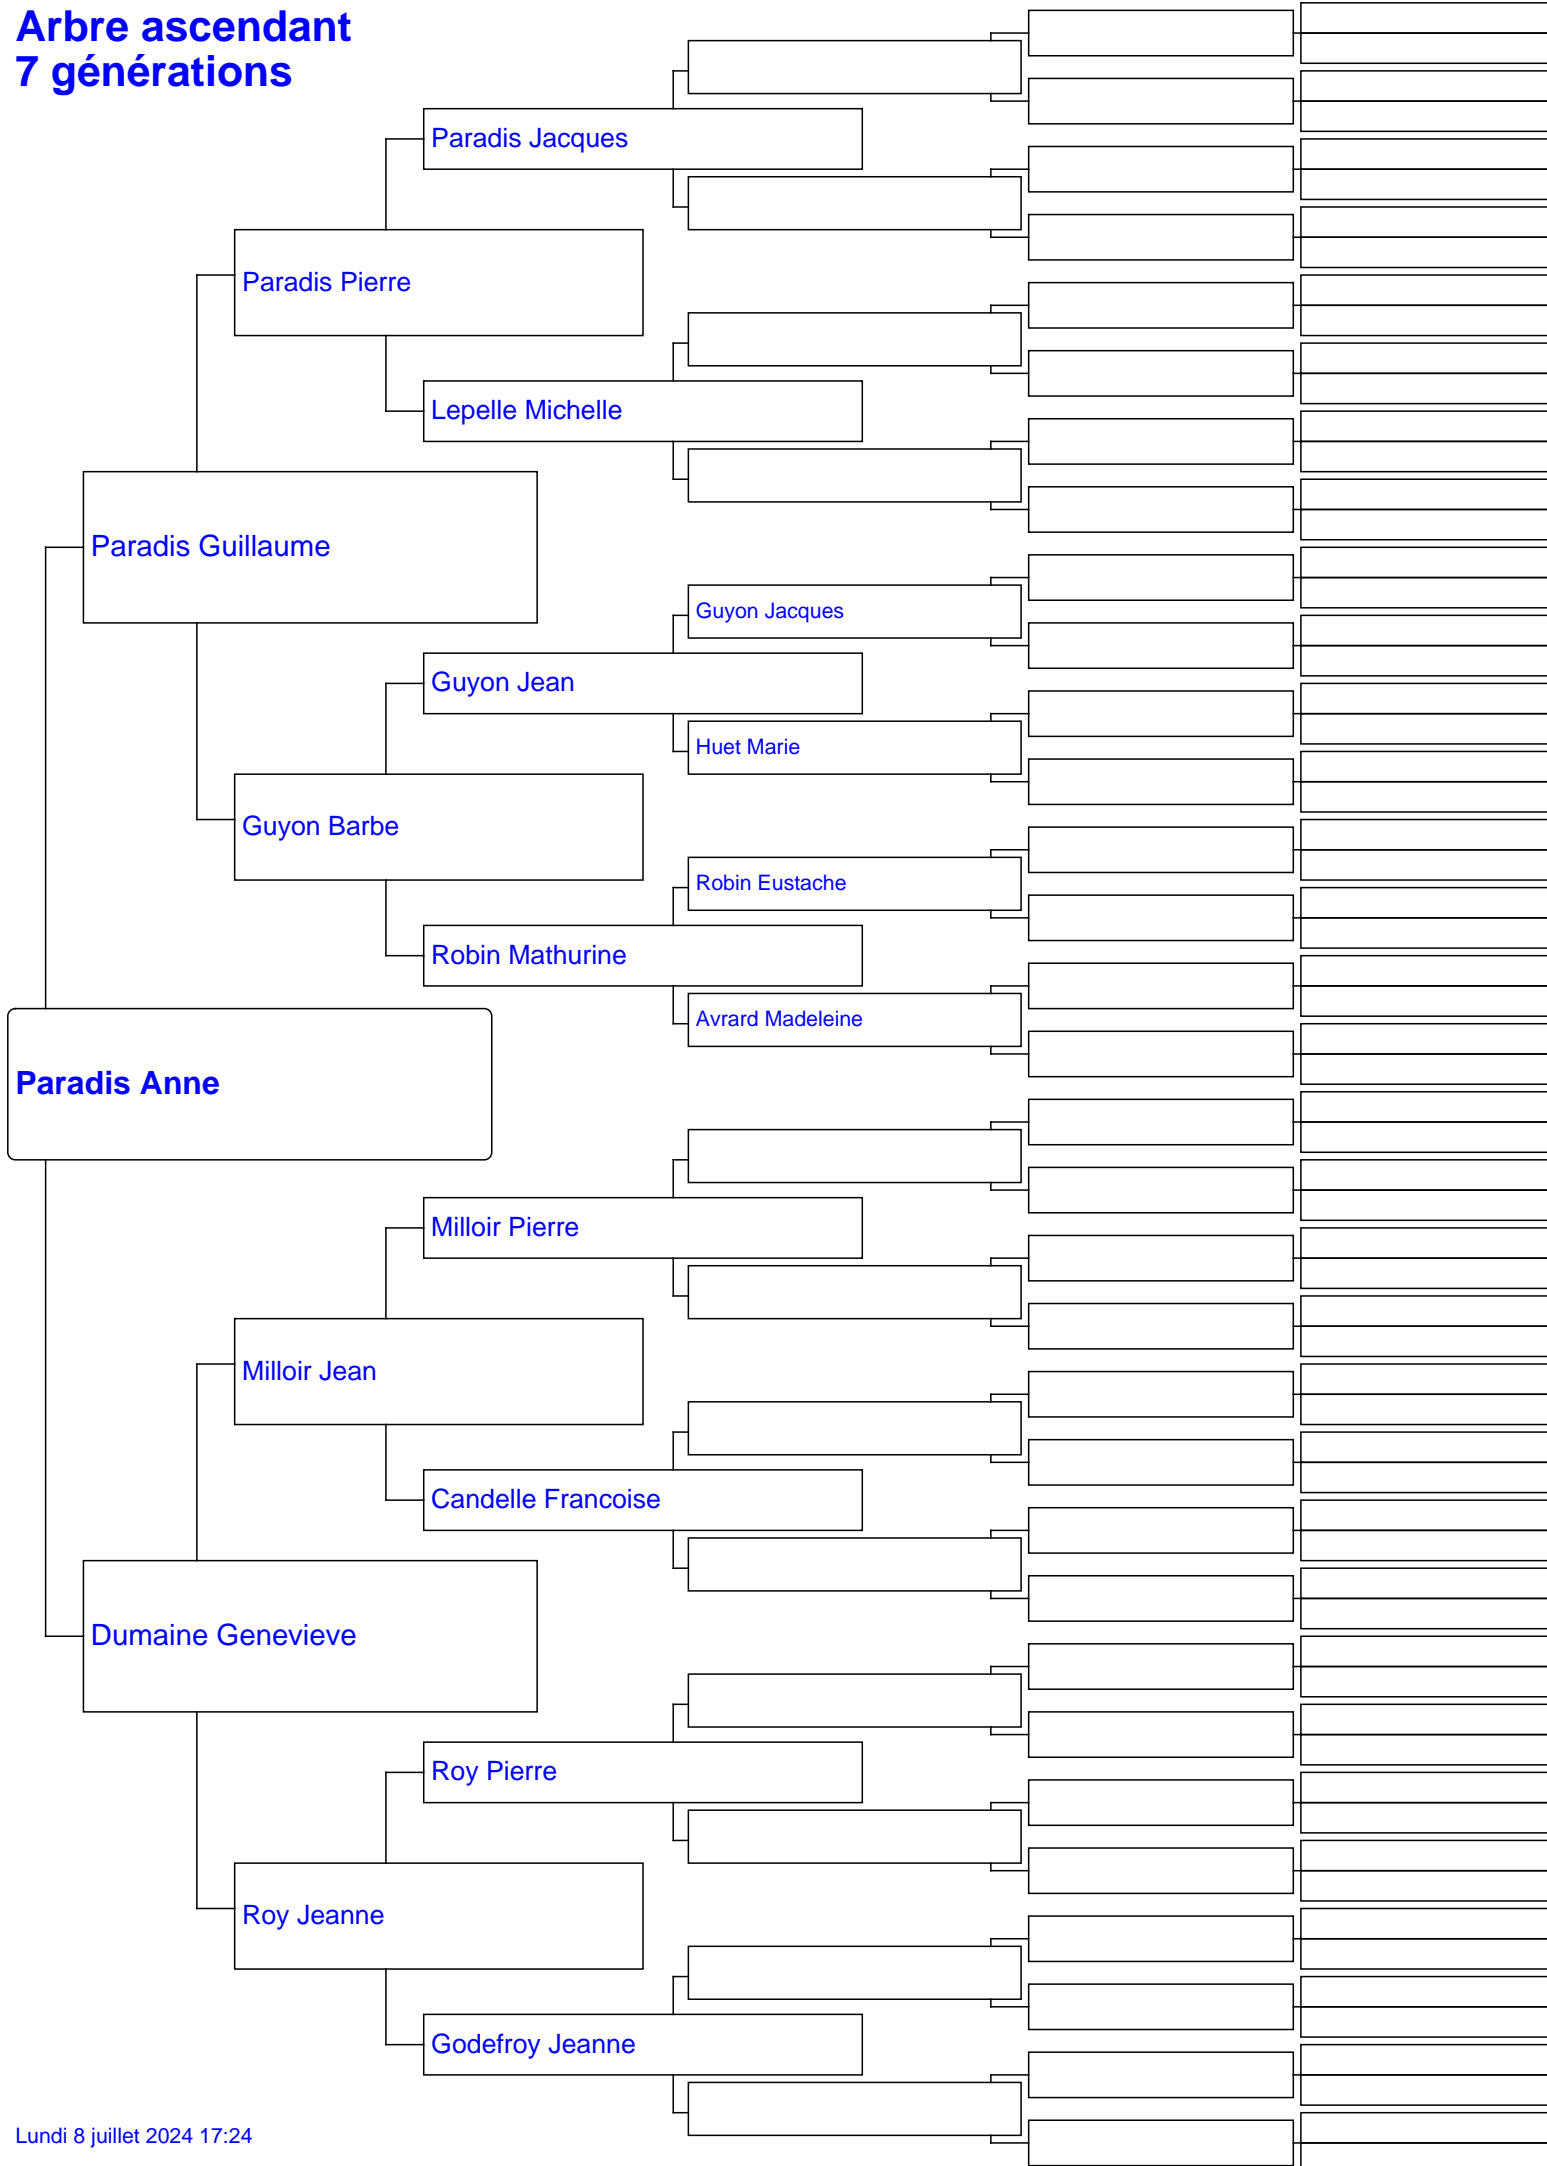 Arbre ascendant
7 générations
Paradis Jacques
Paradis Pierre
Lepelle Michelle
Paradis Guillaume
Guyon Jacques
Guyon Jean
Huet Marie
Guyon Barbe
Robin Eustache
Robin Mathurine
Avrard Madeleine
Paradis Anne
Milloir Pierre
Milloir Jean
Candelle Francoise
Dumaine Genevieve
Roy Pierre
Roy Jeanne
Godefroy Jeanne
Lundi 8 juillet 2024 17:24